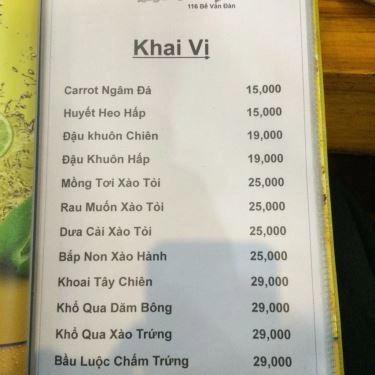 116 Bế Văn Đàn
Khai Vị
Carrot Ngâm Đá 15,000
Huyết Heo Hấp 15,000
Đậu khuôn Chiên 19,000
Đậu Khuôn Hấp 19,000
Mồng Tơi Xào Tỏi 25,000
Rau Muốn Xào Tỏi 25,000
Dưa Cải Xào Tỏi 25,000
Bắp Non Xào Hành 25,000
Khoai Tây Chiên 29,000
Khổ Qua Dăm Bông 29,000
Khổ Qua Xào Trứng 29,000
Bầu Luộc Chấm Trứng 29,000